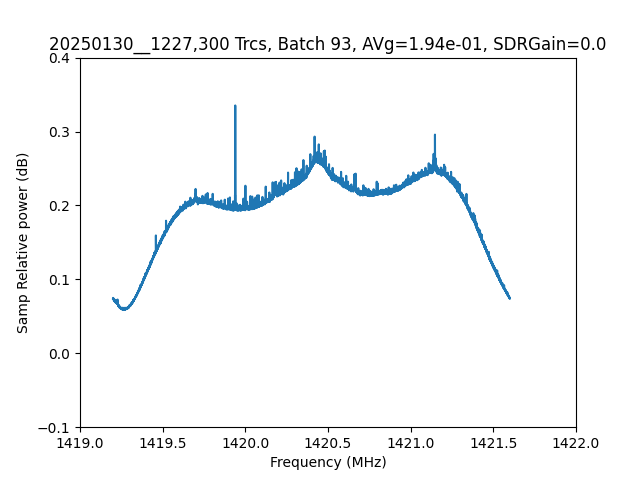 20250130__1227,300 Trcs, Batch 93, AVg=1.94e-01, SDRGain=0.0
0.4
0.3
0.2
0.1
0.0
−0.1
Samp Relative power (dB)
1419.0 1419.5 1420.0 1420.5 1421.0 1421.5 1422.0
Frequency (MHz)